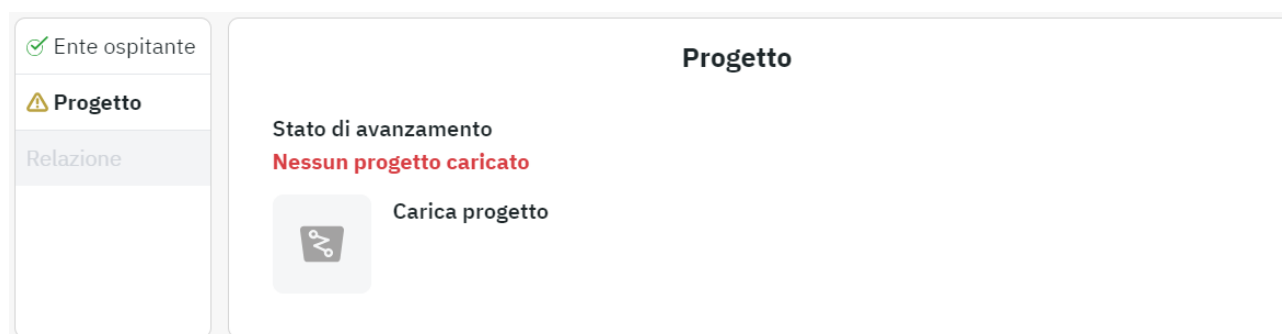 Ente ospitante
Progetto
Relazione
Progetto
Stato di avanzamento
Nessun progetto caricato
Carica progetto